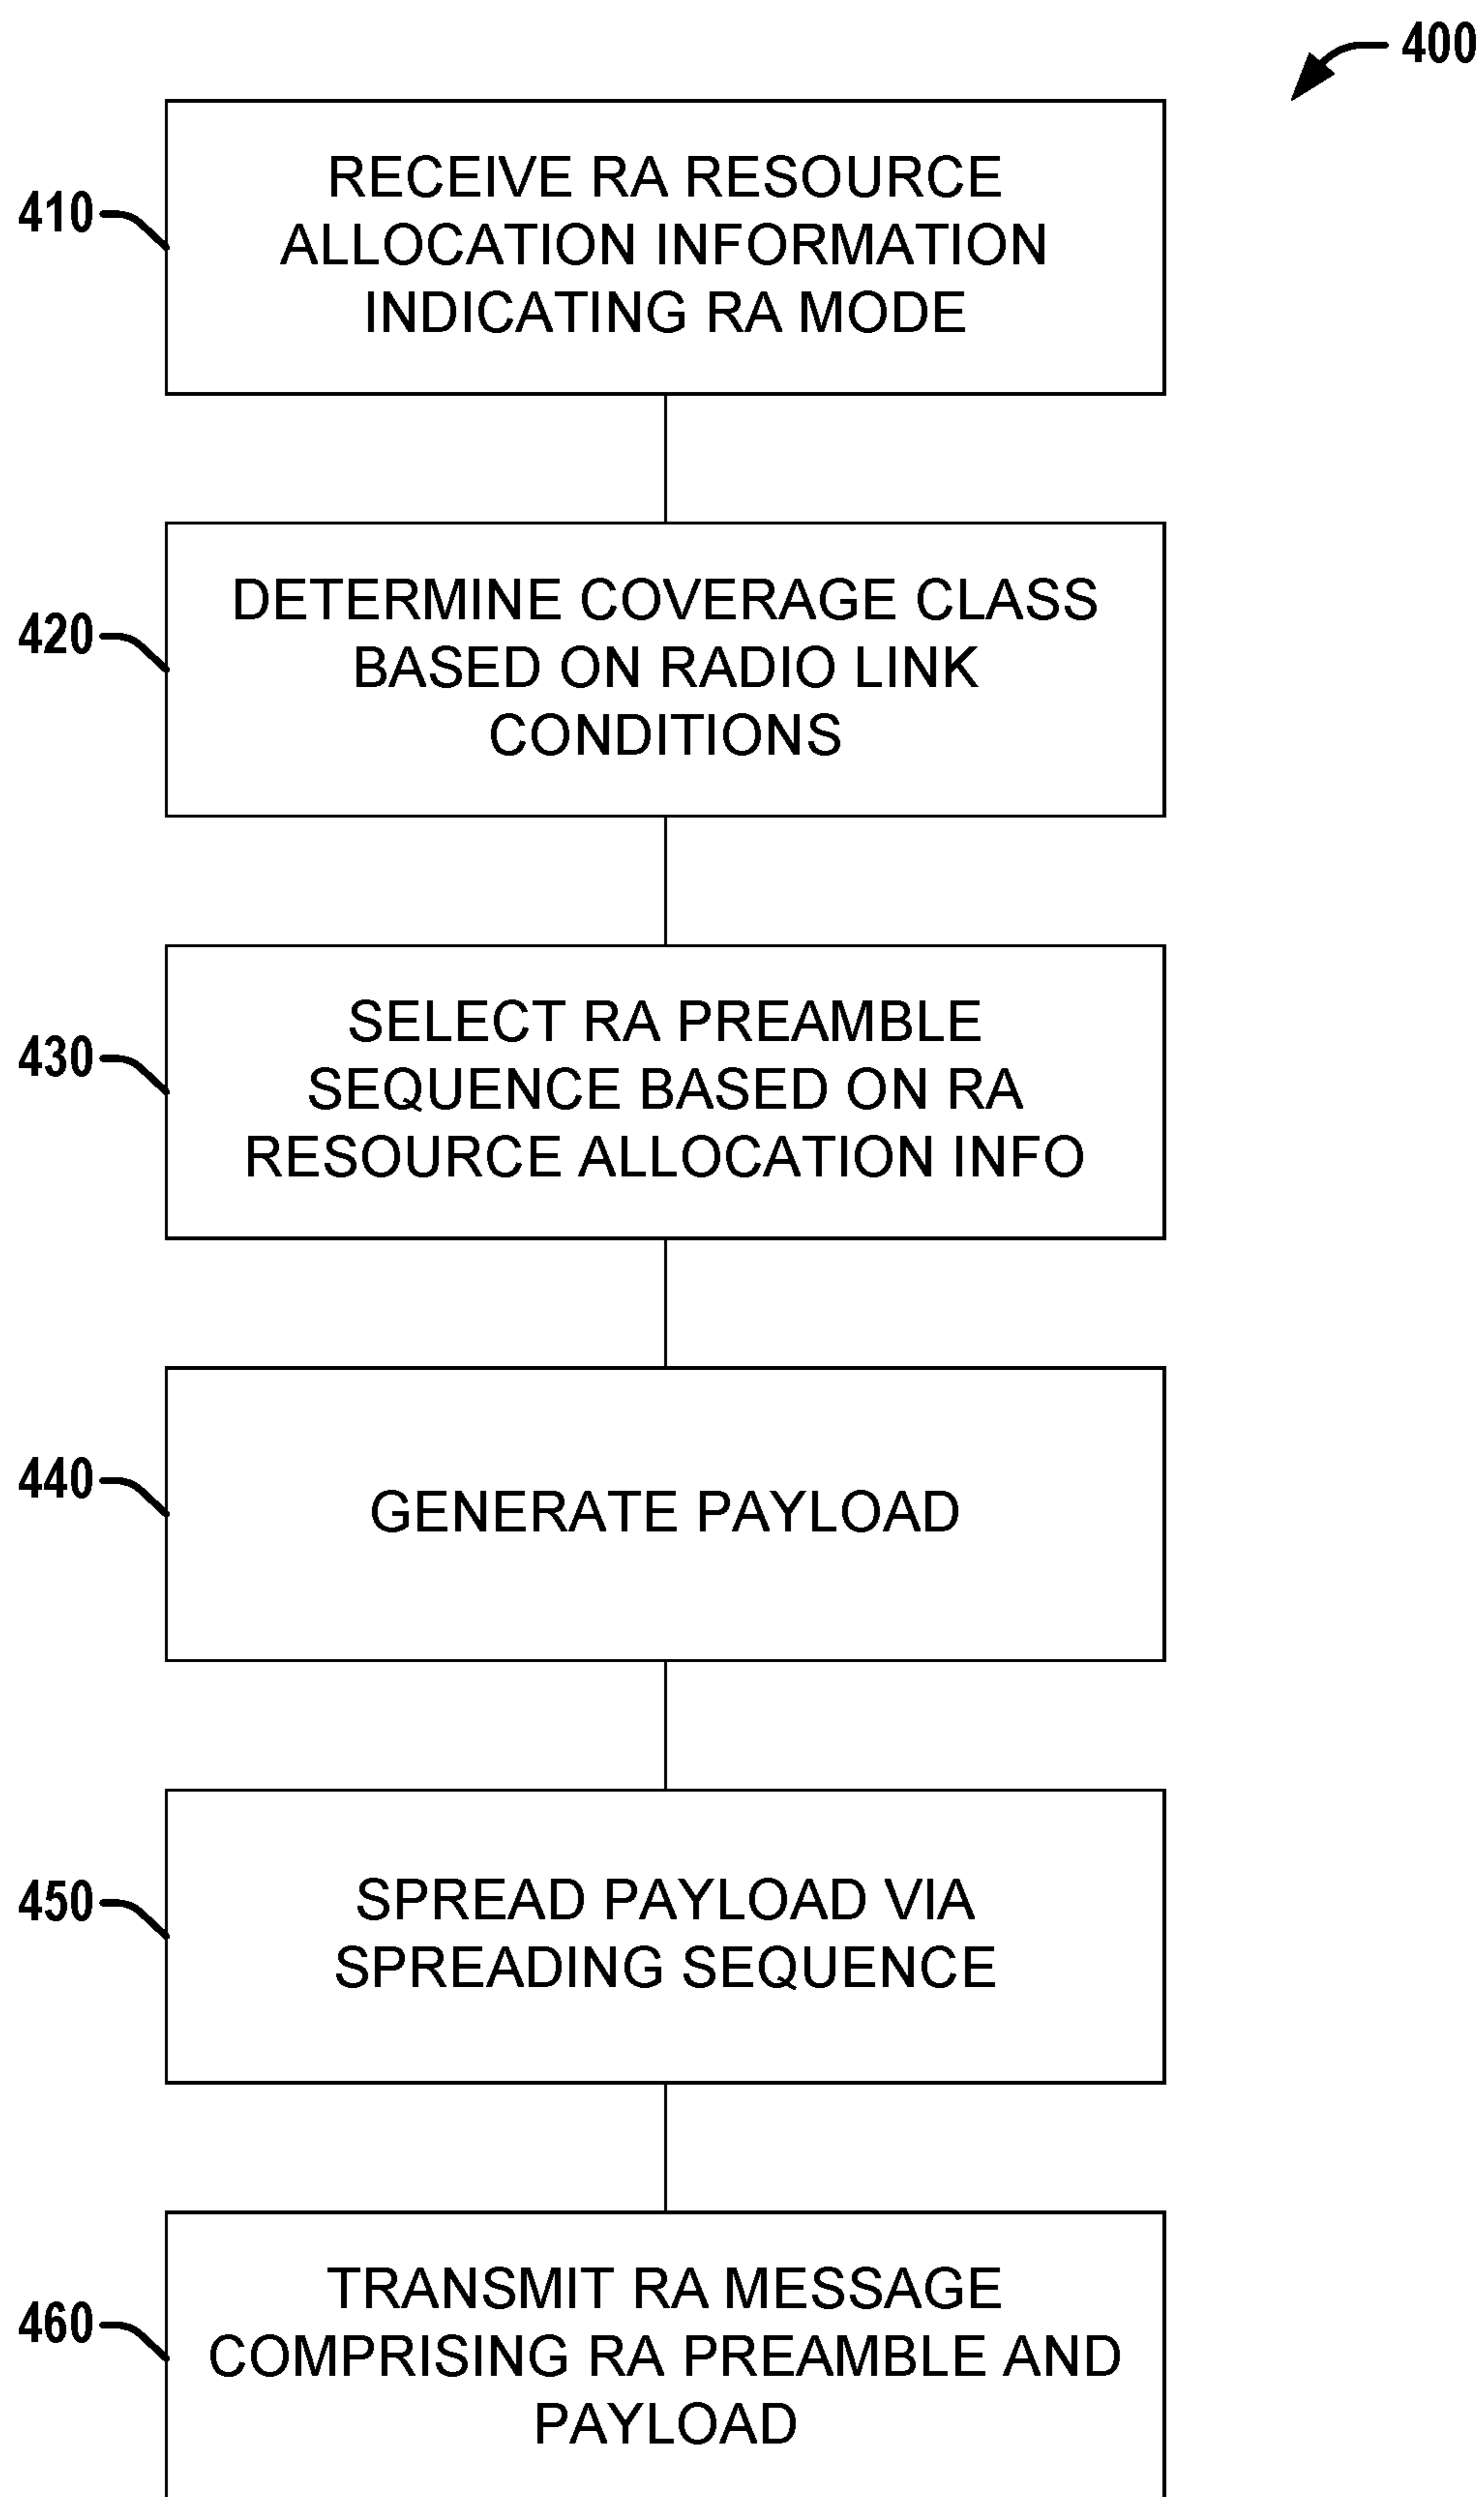 400
410
RECEIVE RA RESOURCE
ALLOCATION INFORMATION
INDICATING RA MODE
420
DETERMINE COVERAGE CLASS
BASED ON RADIO LINK
CONDITIONS
430
SELECT RA PREAMBLE
SEQUENCE BASED ON RA
RESOURCE ALLOCATION INFO
440
GENERATE PAYLOAD
450
SPREAD PAYLOAD VIA
SPREADING SEQUENCE
460
TRANSMIT RA MESSAGE
COMPRISING RA PREAMBLE AND
PAYLOAD